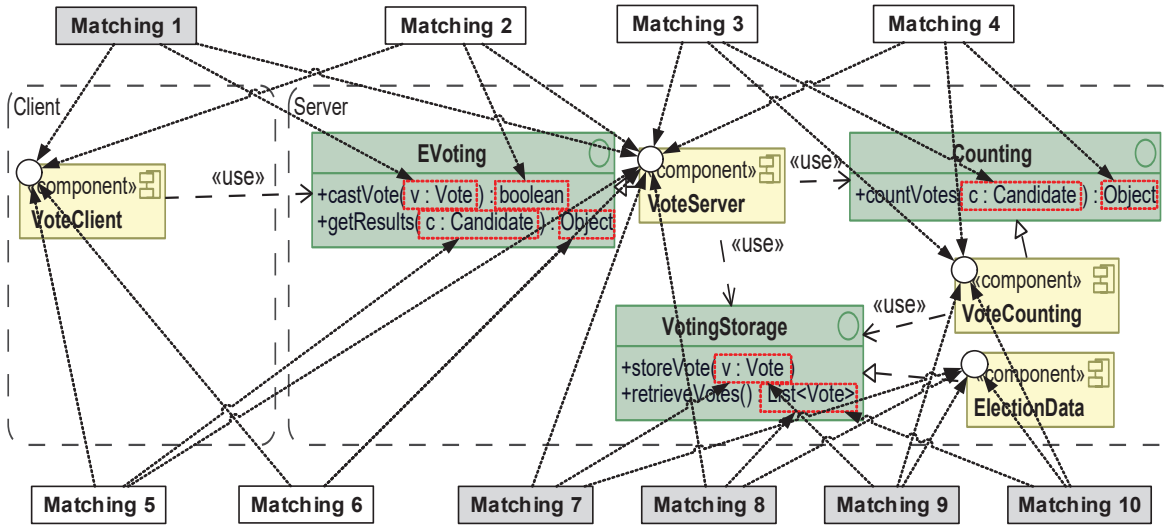 Matching 1
Matching 2
Matching 3
Matching 4
Client
Server
EVoting
+castVote( v : Vote ) : boolean
+getResults( c : Candidate ) : Object
«component»
VoteClient
«use»
«component»
VoteServer
«use»
Counting
+countVotes( c : Candidate ) : Object
«use»
«component»
VoteCounting
«use»
VotingStorage
+storeVote( v : Vote )
+retrieveVotes() : List<Vote>
«component»
ElectionData
Matching 5
Matching 6
Matching 7
Matching 8
Matching 9
Matching 10